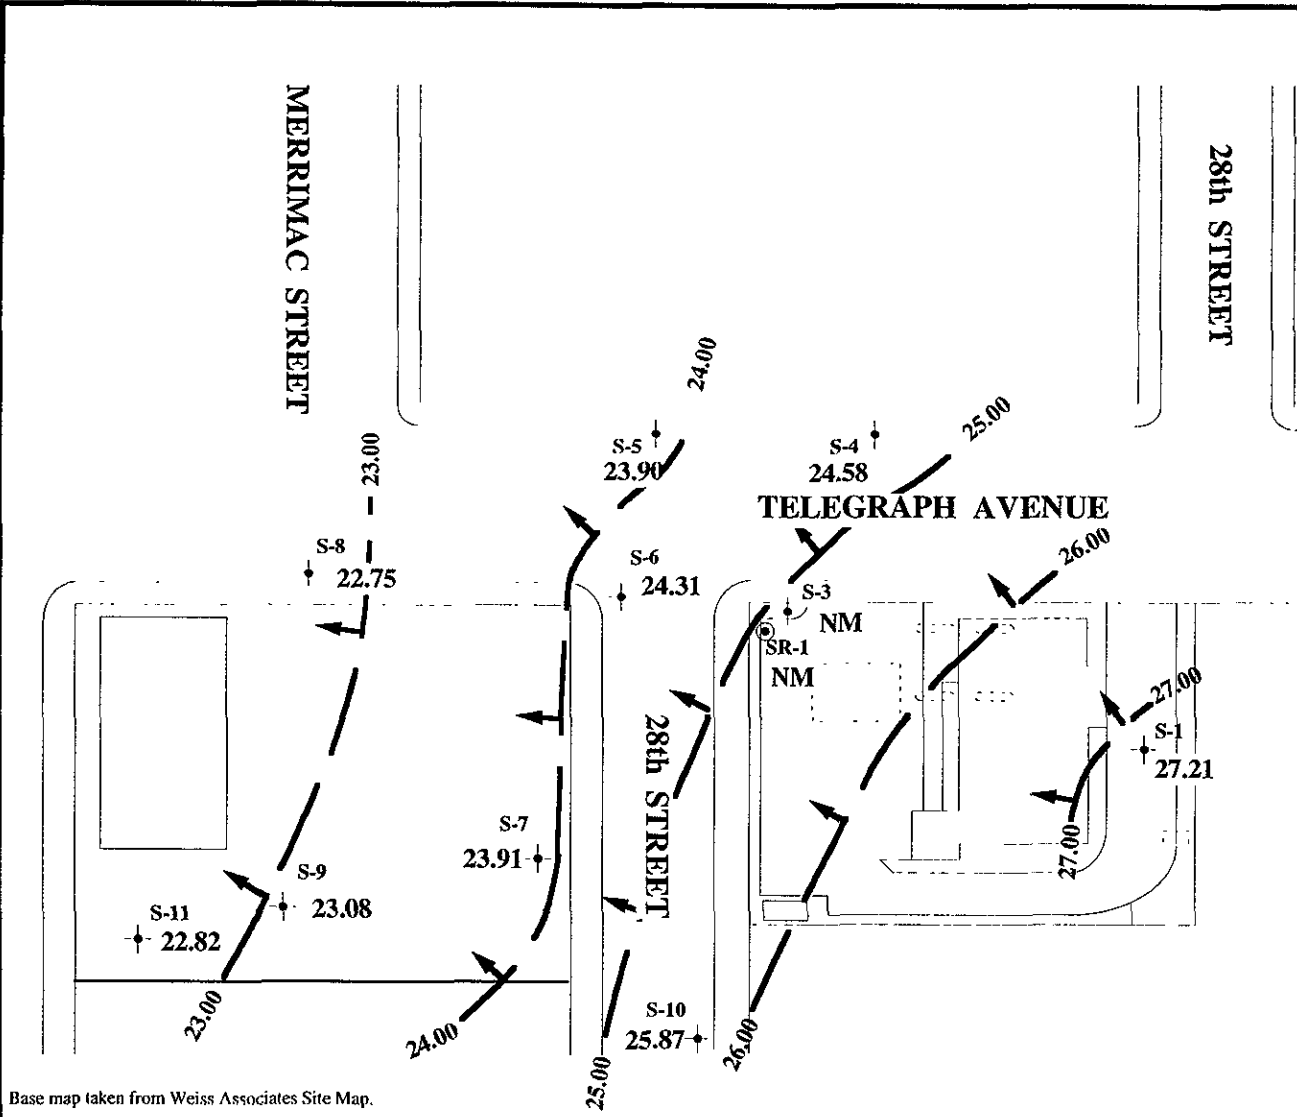 MERRIMAC STREET
28th STREET
24.00
25.00
23.00
S-5
23.90
S-4
24.58
TELEGRAPH AVENUE
26.00
S-8
22.75
S-6
24.31
S-3
NM
SR-1
NM
27.00
S-1
27.21
28th STREET
S-7
23.91
27.00
S-9
23.08
S-11
22.82
23.00
24.00
S-10
25.87
25.00
26.00
Base map taken from Weiss Associates Site Map.